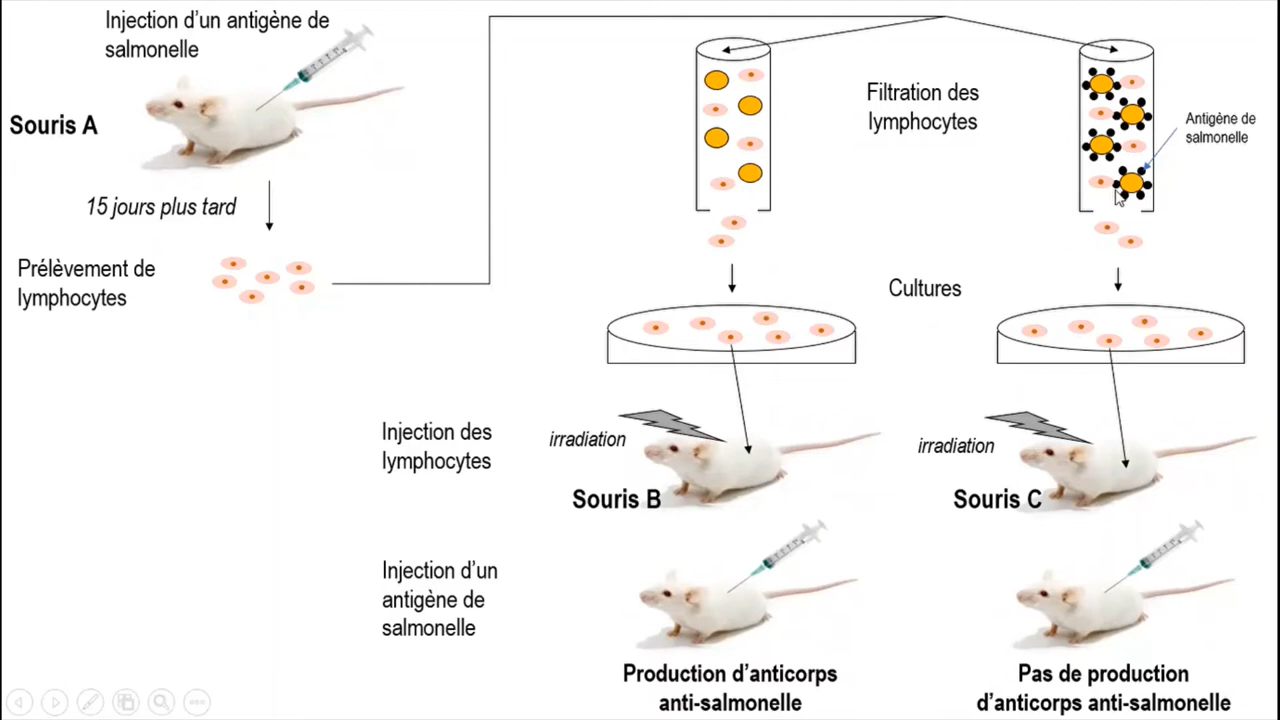 Injection d'un antigène de
salmonelle
Souris A
15 jours plus tard
Prélèvement de
lymphocytes
Filtration des
lymphocytes
Antigène de
salmonelle
Cultures
Injection des
lymphocytes
irradiation
Souris B
irradiation
Souris C
Injection d'un
antigène de
salmonelle
Production d'anticorps
anti-salmonelle
Pas de production
d'anticorps anti-salmonelle